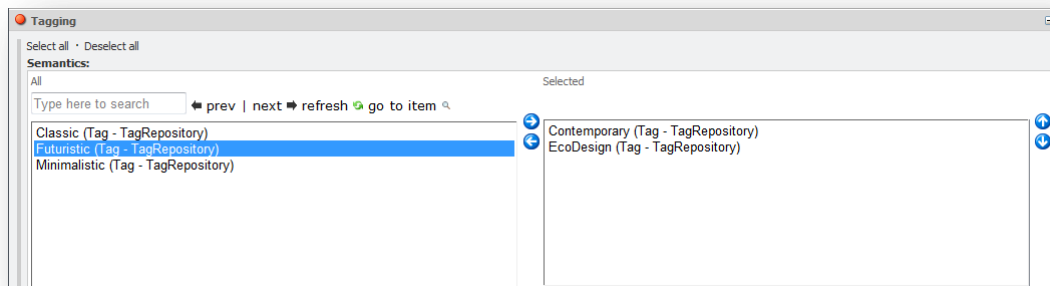 Tagging
Select all · Deselect all
Semantics:
All
Selected
Type here to search
prev | next refresh go to item
Classic (Tag - TagRepository)
Futuristic (Tag - TagRepository)
Minimalistic (Tag - TagRepository)
Contemporary (Tag - TagRepository)
EcoDesign (Tag - TagRepository)